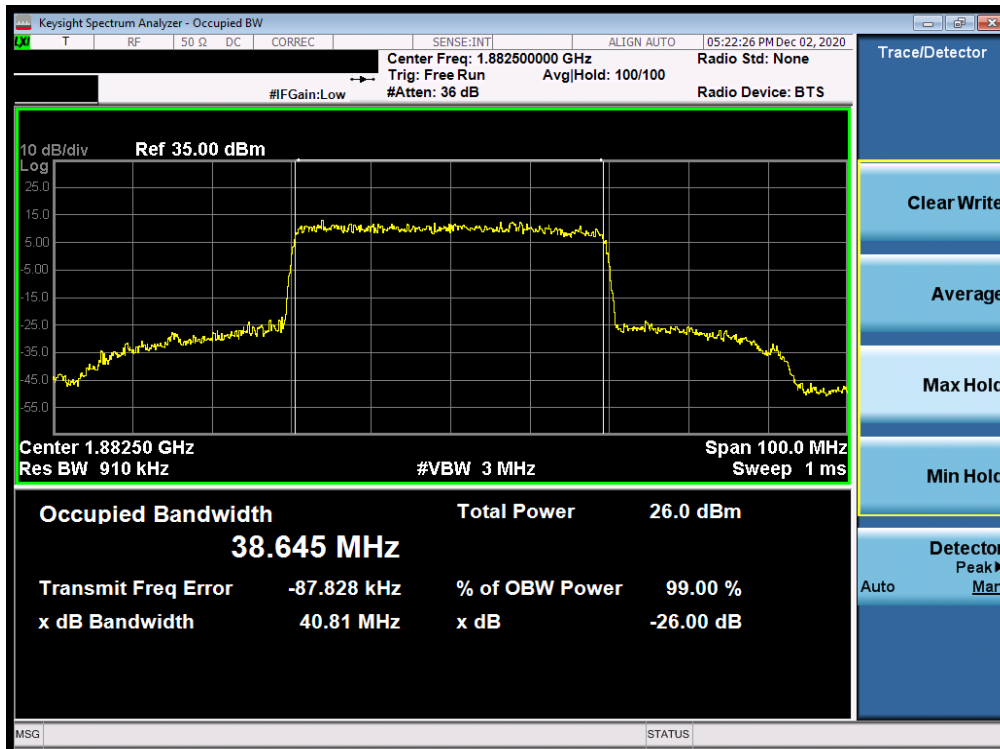 Keysight Spectrum Analyzer - Occupied BW
LXI T RF 50 Ω DC CORREC SENSE:INT ALIGN AUTO 05:22:26 PM Dec 02, 2020
Center Freq: 1.882500000 GHz Radio Std: None
Trig: Free Run Avg|Hold: 100/100
#IFGain:Low #Atten: 36 dB Radio Device: BTS
10 dB/div Ref 35.00 dBm
Log
25.0
15.0
5.00
-5.00
-15.0
-25.0
-35.0
-45.0
-55.0
Center 1.88250 GHz Span 100.0 MHz
Res BW 910 kHz #VBW 3 MHz Sweep 1 ms
Occupied Bandwidth Total Power 26.0 dBm
38.645 MHz
Transmit Freq Error -87.828 kHz % of OBW Power 99.00 %
x dB Bandwidth 40.81 MHz x dB -26.00 dB
MSG STATUS
Trace/Detector
Clear Write
Average
Max Hold
Min Hold
Detector
Peak
Auto Man